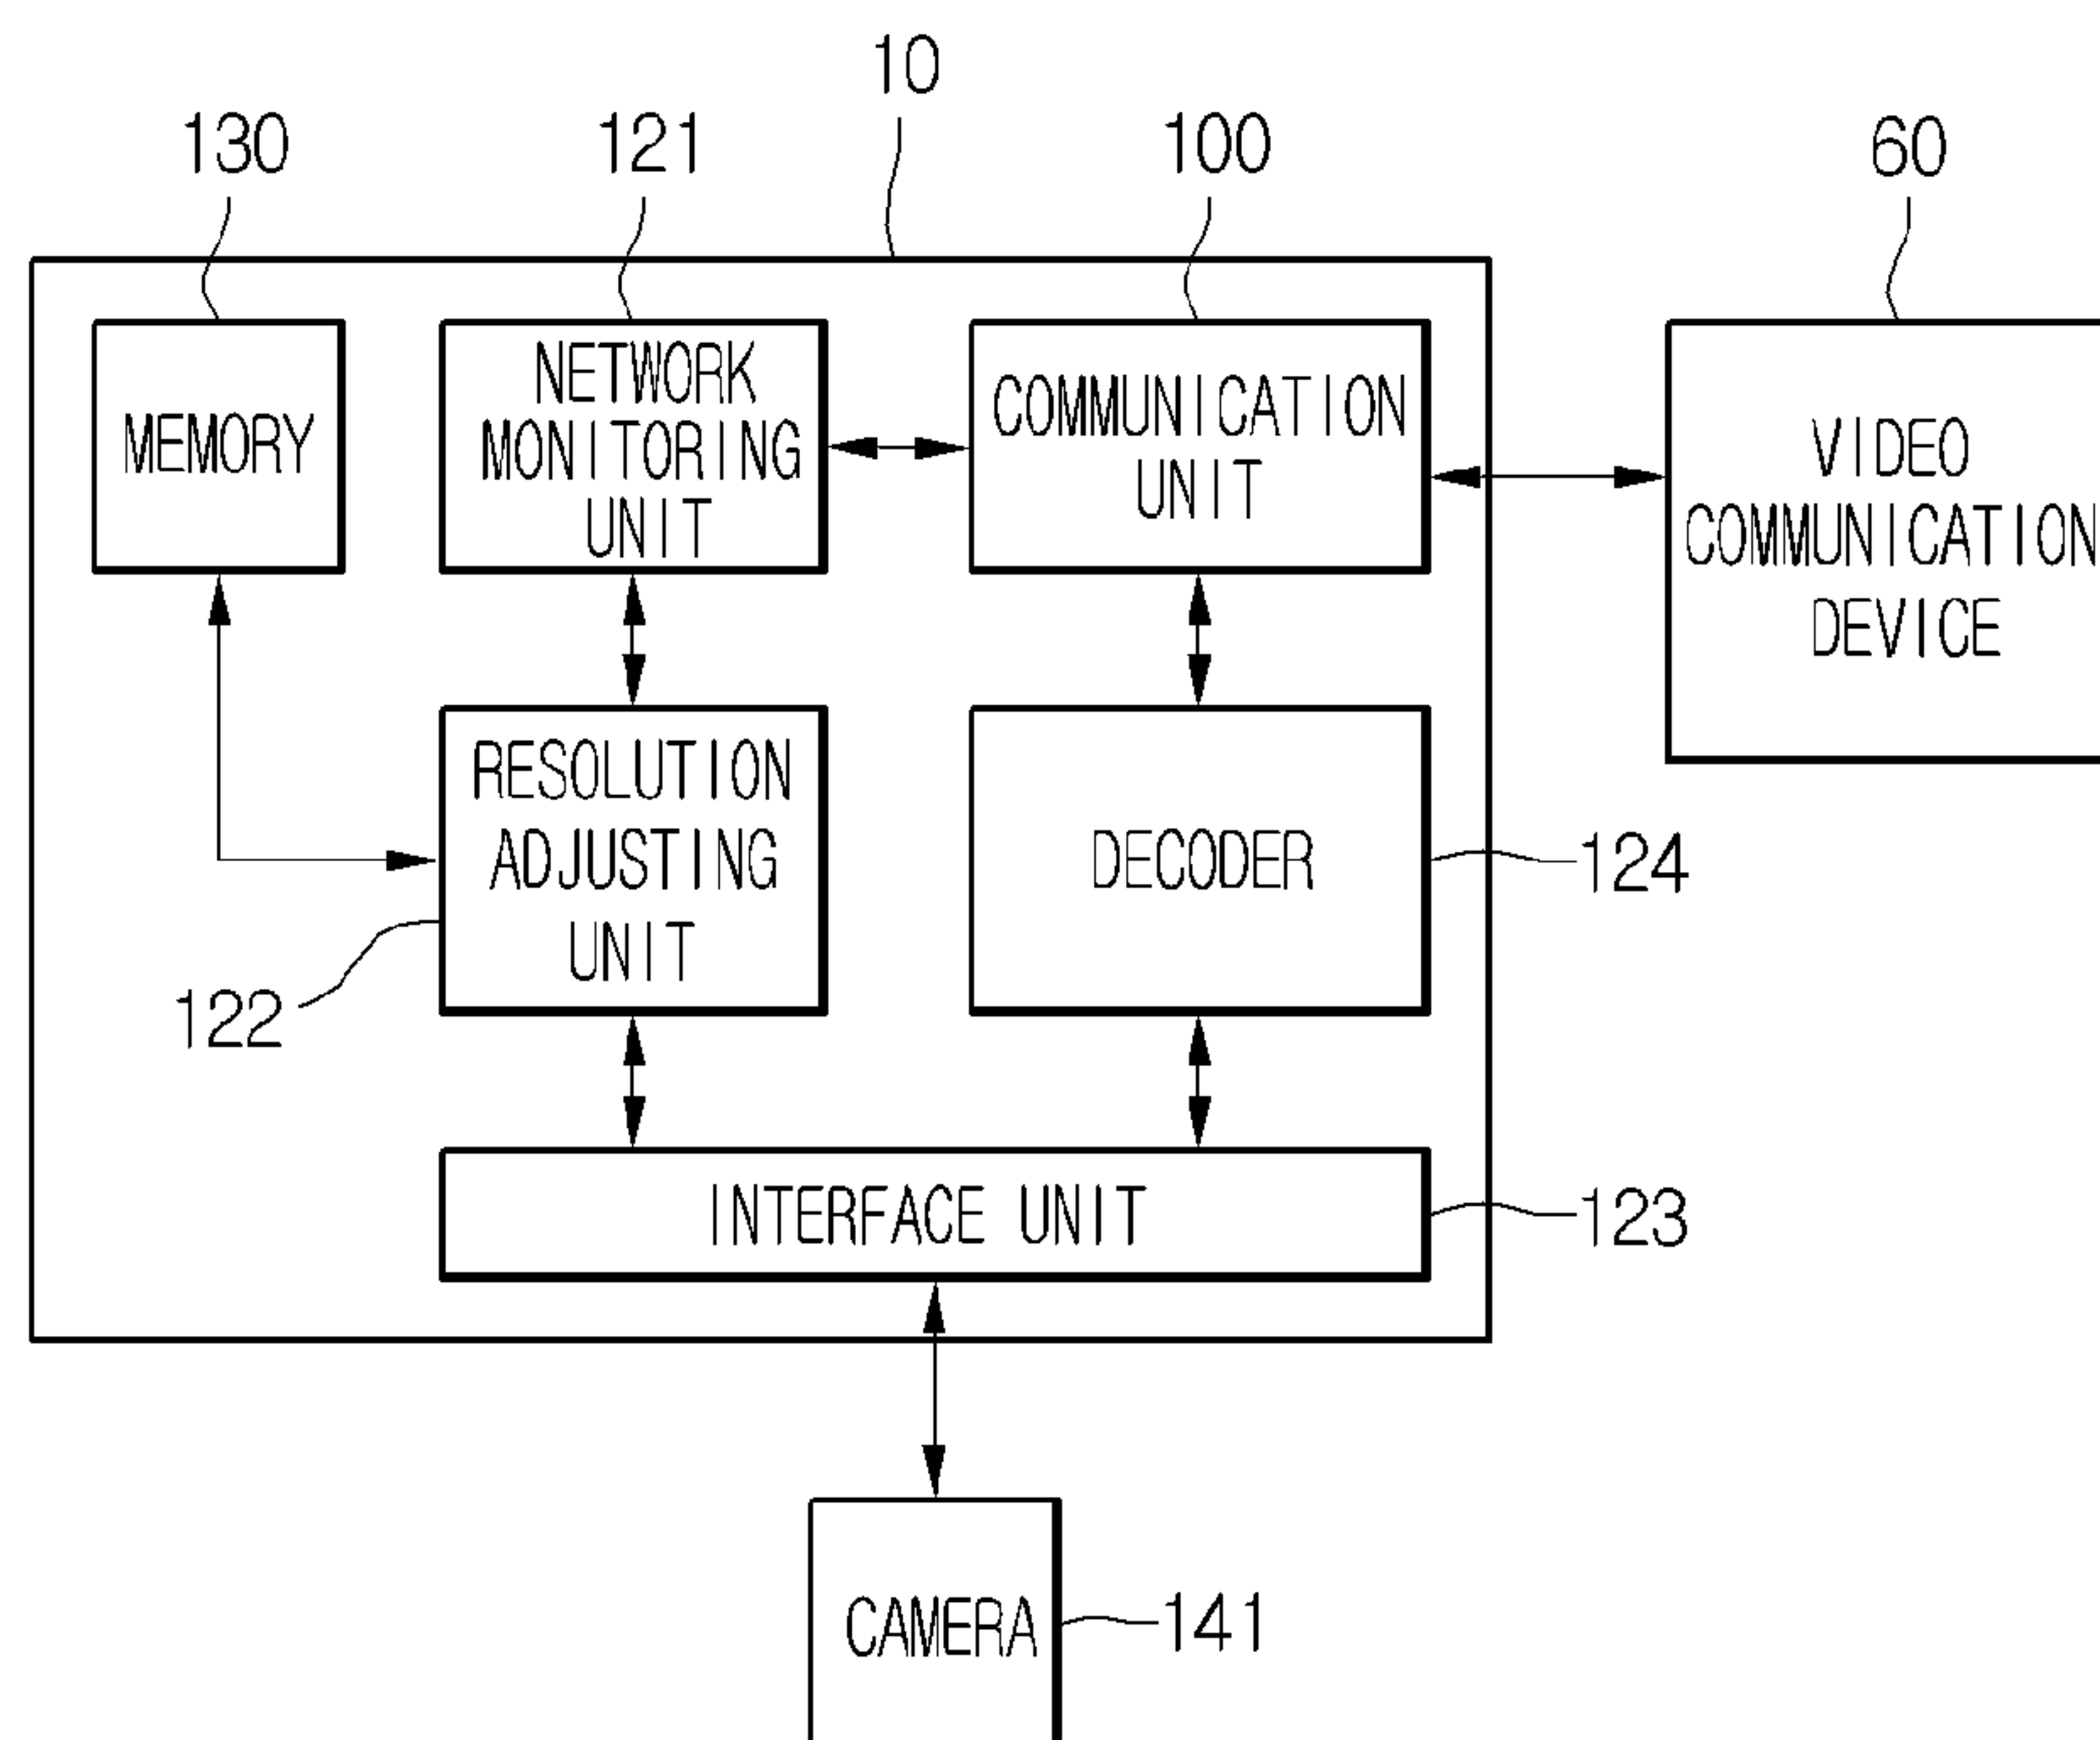 10
130
121
100
60
MEMORY
NETWORK
MONITORING
UNIT
COMMUNICATION
UNIT
VIDEO
COMMUNICATION
DEVICE
RESOLUTION
ADJUSTING
UNIT
122
DECODER
124
INTERFACE UNIT
123
CAMERA
141